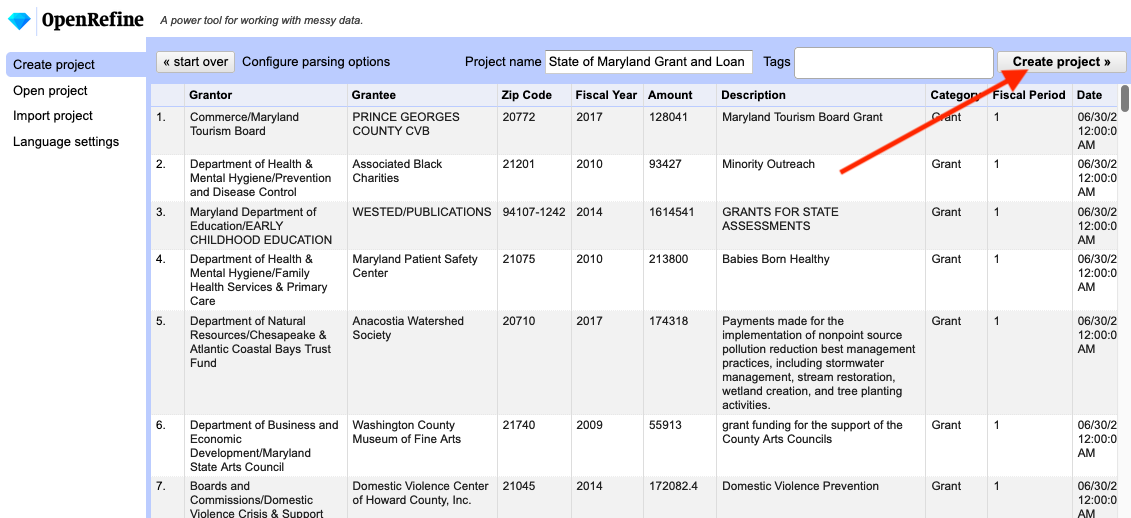 OpenRefine
A power tool for working with messy data.
Create project
Open project
Import project
Language settings
« start over Configure parsing options Project name State of Maryland Grant and Loan Tags Create project »
Grantor Grantee Zip Code Fiscal Year Amount Description Category Fiscal Period Date
1. Commerce/Maryland PRINCE GEORGES 20772 2017 128041 Maryland Tourism Board Grant Grant 1 06/30/2
Tourism Board COUNTY CVB 12:00:0
AM
2. Department of Health & Associated Black 21201 2010 93427 Minority Outreach Grant 1 06/30/2
Mental Hygiene/Prevention Charities 12:00:0
and Disease Control AM
3. Maryland Department of WESTED/PUBLICATIONS 94107-1242 2014 1614541 GRANTS FOR STATE Grant 1 06/30/2
Education/EARLY ASSESSMENTS 12:00:0
CHILDHOOD EDUCATION AM
4. Department of Health & Maryland Patient Safety 21075 2010 213800 Babies Born Healthy Grant 1 06/30/2
Mental Hygiene/Family Center 12:00:0
Health Services & Primary AM
Care
5. Department of Natural Anacostia Watershed 20710 2017 174318 Payments made for the Grant 1 06/30/2
Resources/Chesapeake & Society implementation of nonpoint source 12:00:0
Atlantic Coastal Bays Trust pollution reduction best management AM
Fund practices, including stormwater
management, stream restoration,
wetland creation, and tree planting
activities.
6. Department of Business and Washington County 21740 2009 55913 grant funding for the support of the Grant 1 06/30/2
Economic Museum of Fine Arts County Arts Councils 12:00:0
Development/Maryland AM
State Arts Council
7. Boards and Domestic Violence Center 21045 2014 172082.4 Domestic Violence Prevention Grant 1 06/30/2
Commissions/Domestic of Howard County, Inc. 12:00:0
Violence Crisis & Support AM